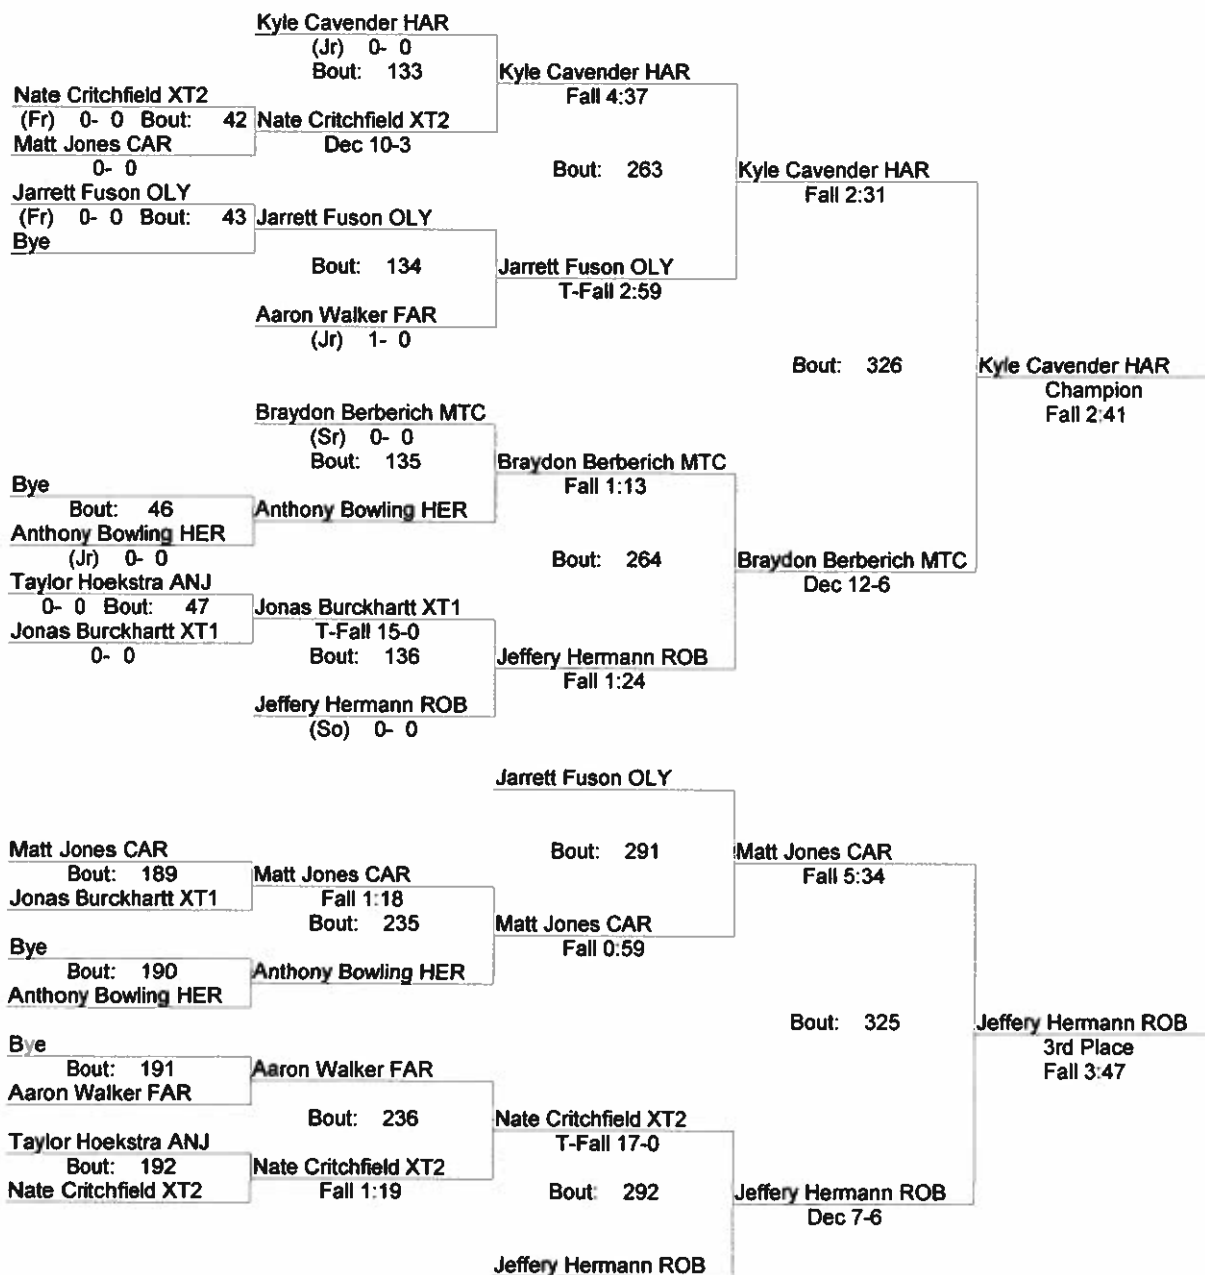 Kyle Cavender HAR
(Jr) 0- 0
Bout: 133
Kyle Cavender HAR
Fall 4:37
Nate Critchfield XT2
(Fr) 0- 0 Bout: 42
Nate Critchfield XT2
Dec 10-3
Matt Jones CAR
0- 0
Bout: 263
Kyle Cavender HAR
Fall 2:31
Jarrett Fuson OLY
(Fr) 0- 0 Bout: 43
Jarrett Fuson OLY
Bye
Bout: 134
Jarrett Fuson OLY
T-Fall 2:59
Aaron Walker FAR
(Jr) 1- 0
Bout: 326
Kyle Cavender HAR
Champion
Fall 2:41
Braydon Berberich MTC
(Sr) 0- 0
Bout: 135
Braydon Berberich MTC
Fall 1:13
Bye
Bout: 46
Anthony Bowling HER
Anthony Bowling HER
(Jr) 0- 0
Bout: 264
Braydon Berberich MTC
Dec 12-6
Taylor Hoekstra ANJ
0- 0 Bout: 47
Jonas Burckhartt XT1
T-Fall 15-0
Jonas Burckhartt XT1
0- 0
Bout: 136
Jeffery Hermann ROB
Fall 1:24
Jeffery Hermann ROB
(So) 0- 0
Jarrett Fuson OLY
Bout: 291
Matt Jones CAR
Fall 5:34
Matt Jones CAR
Bout: 189
Matt Jones CAR
Fall 1:18
Jonas Burckhartt XT1
Bout: 235
Matt Jones CAR
Fall 0:59
Bye
Bout: 190
Anthony Bowling HER
Anthony Bowling HER
Bout: 325
Jeffery Hermann ROB
3rd Place
Fall 3:47
Bye
Bout: 191
Aaron Walker FAR
Aaron Walker FAR
Bout: 236
Nate Critchfield XT2
T-Fall 17-0
Taylor Hoekstra ANJ
Bout: 192
Nate Critchfield XT2
Fall 1:19
Nate Critchfield XT2
Bout: 292
Jeffery Hermann ROB
Dec 7-6
Jeffery Hermann ROB